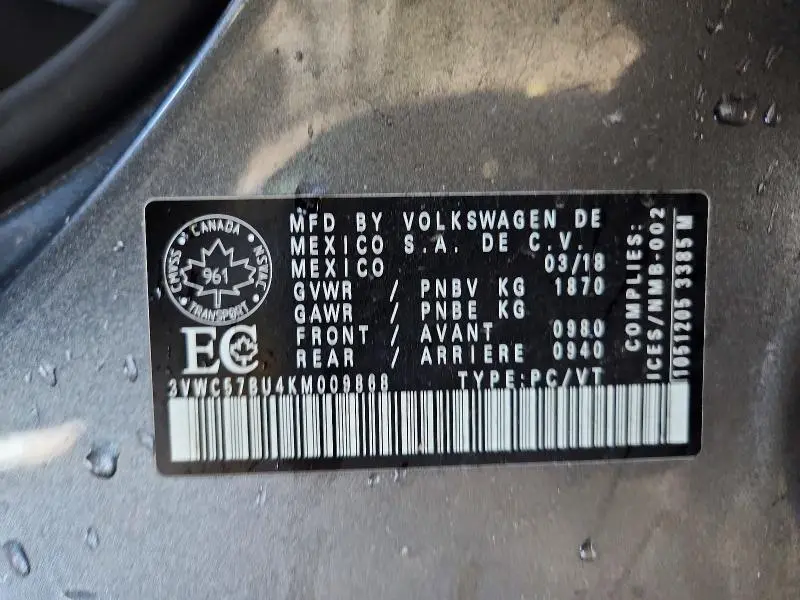 CANADA
CMVSS
NSVAC
961
TRANSPORT
EC
MFD BY VOLKSWAGEN DE
MEXICO S.A. DE C.V.
MEXICO 03/18
GVWR / PNBV KG 1870
GAWR / PNBE KG
FRONT / AVANT 0980
REAR / ARRIERE 0940
3VWC57BU4KM009868 TYPE:PC/VT
COMPLIES:
ICES/NMB-002
1951205 3385 M